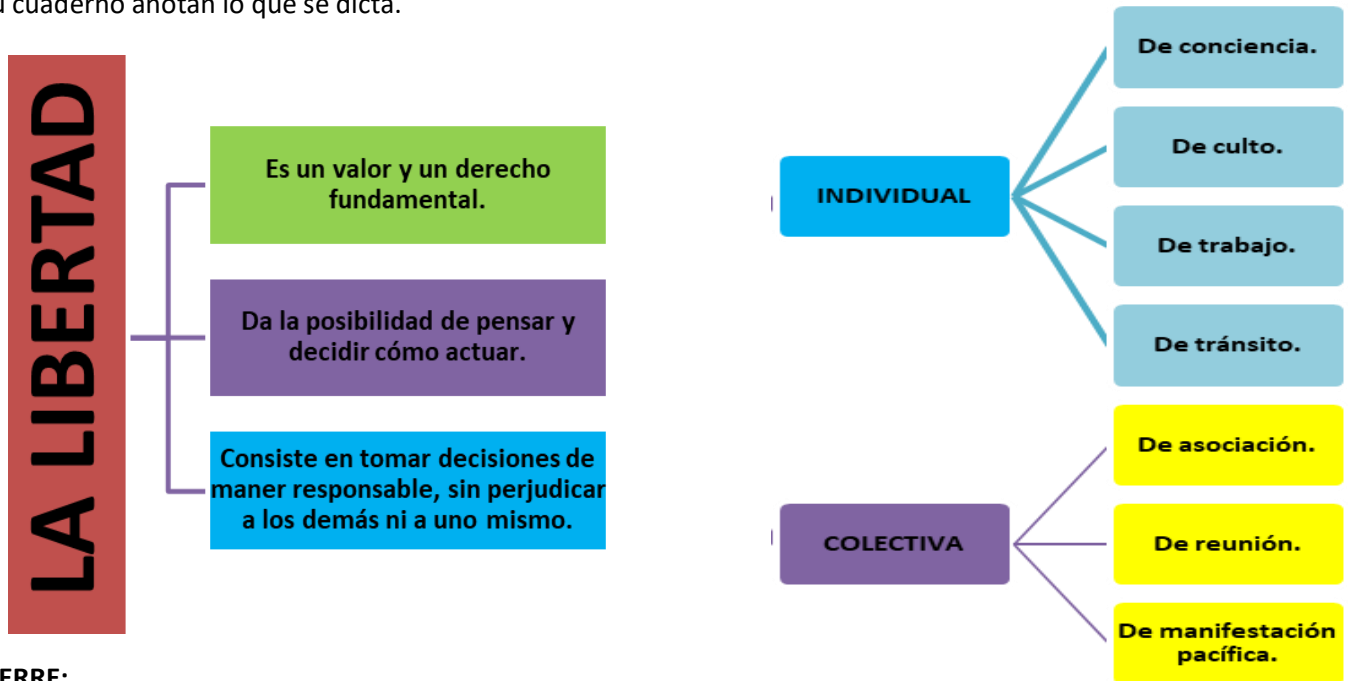 u cuaderno anotan lo que se dicta.
LA LIBERTAD
Es un valor y un derecho
fundamental.
Da la posibilidad de pensar y
decidir cómo actuar.
Consiste en tomar decisiones de
maner responsable, sin perjudicar
a los demás ni a uno mismo.
INDIVIDUAL
De conciencia.
De culto.
De trabajo.
De tránsito.
COLECTIVA
De asociación.
De reunión.
De manifestación
pacífica.
ERRE: